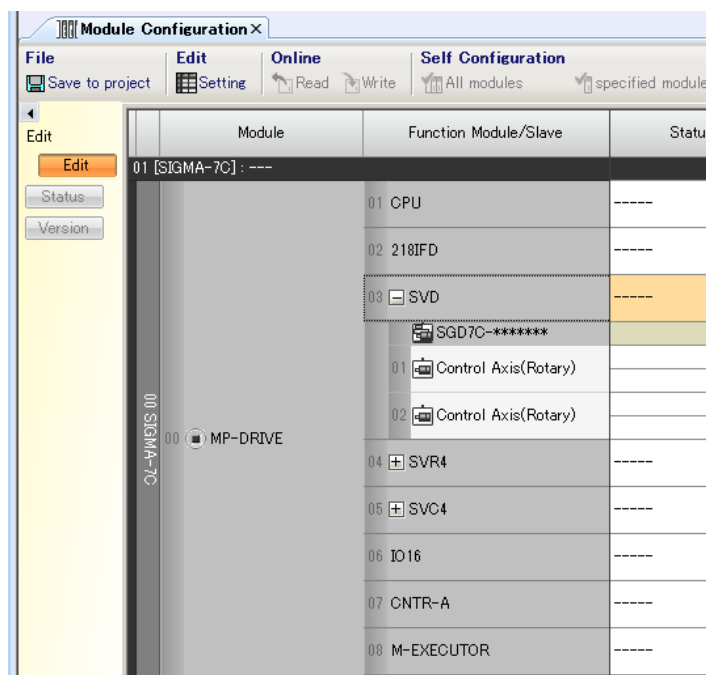 Module Configuration×
File Edit Online Self Configuration
Save to project Setting Read Write All modules specified module
Edit Module Function Module/Slave Statu
Edit 01 [SIGMA-7C] : ---
Status 01 CPU -----
Version
02 218IFD -----
03 SVD -----
SGD7C-*******
01 Control Axis(Rotary)
02 Control Axis(Rotary)
00 SIGMA-7C
00 MP-DRIVE
04 SVR4 -----
05 SVC4 -----
06 IO16 -----
07 CNTR-A -----
08 M-EXECUTOR -----